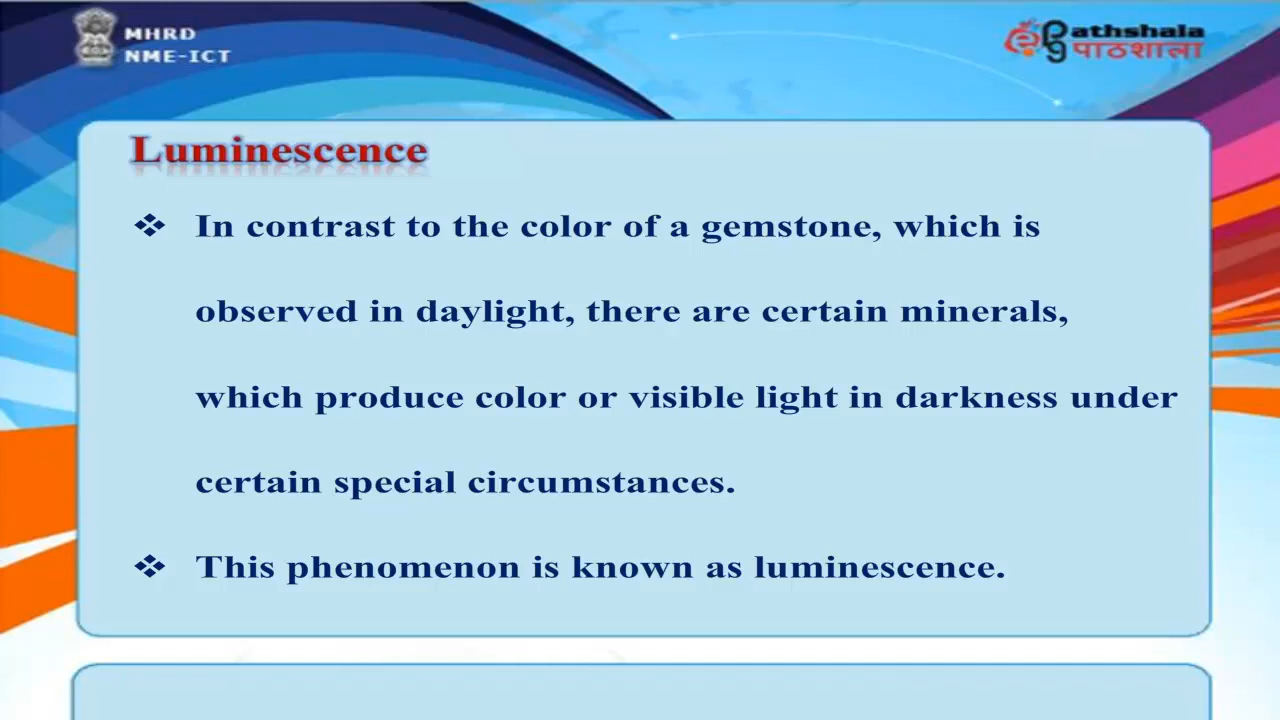 MHRD
NME-ICT
ePathshala
पाठशाला
Luminescence
❖ In contrast to the color of a gemstone, which is
observed in daylight, there are certain minerals,
which produce color or visible light in darkness under
certain special circumstances.
❖ This phenomenon is known as luminescence.